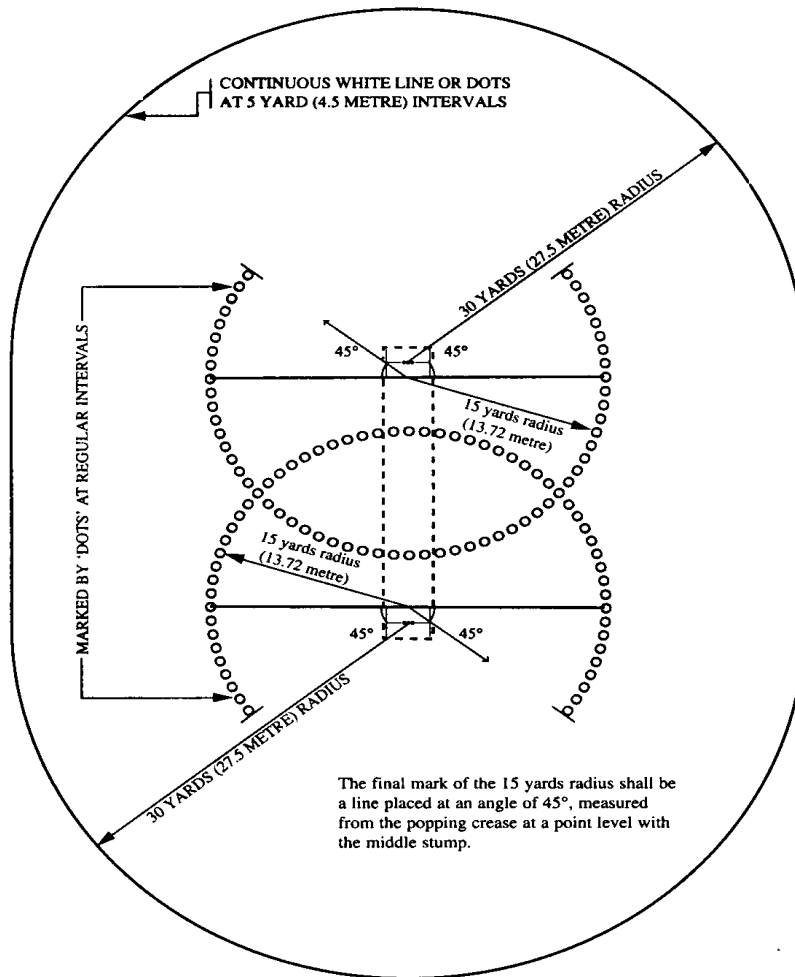 CONTINUOUS WHITE LINE OR DOTS
AT 5 YARD (4.5 METRE) INTERVALS
30 YARDS (27.5 METRE) RADIUS
MARKED BY 'DOTS' AT REGULAR INTERVALS
45°
45°
15 yards radius
(13.72 metre)
15 yards radius
(13.72 metre)
45°
45°
30 YARDS (27.5 METRE) RADIUS
The final mark of the 15 yards radius shall be
a line placed at an angle of 45°, measured
from the popping crease at a point level with
the middle stump.